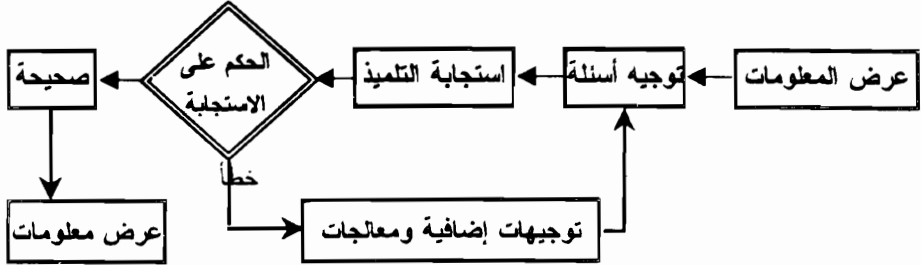 عرض المعلومات
توجيه أسئلة
استجابة التلميذ
الحكم على
الاستجابة
صحيحة
خطأ
توجيهات إضافية ومعالجات
عرض معلومات